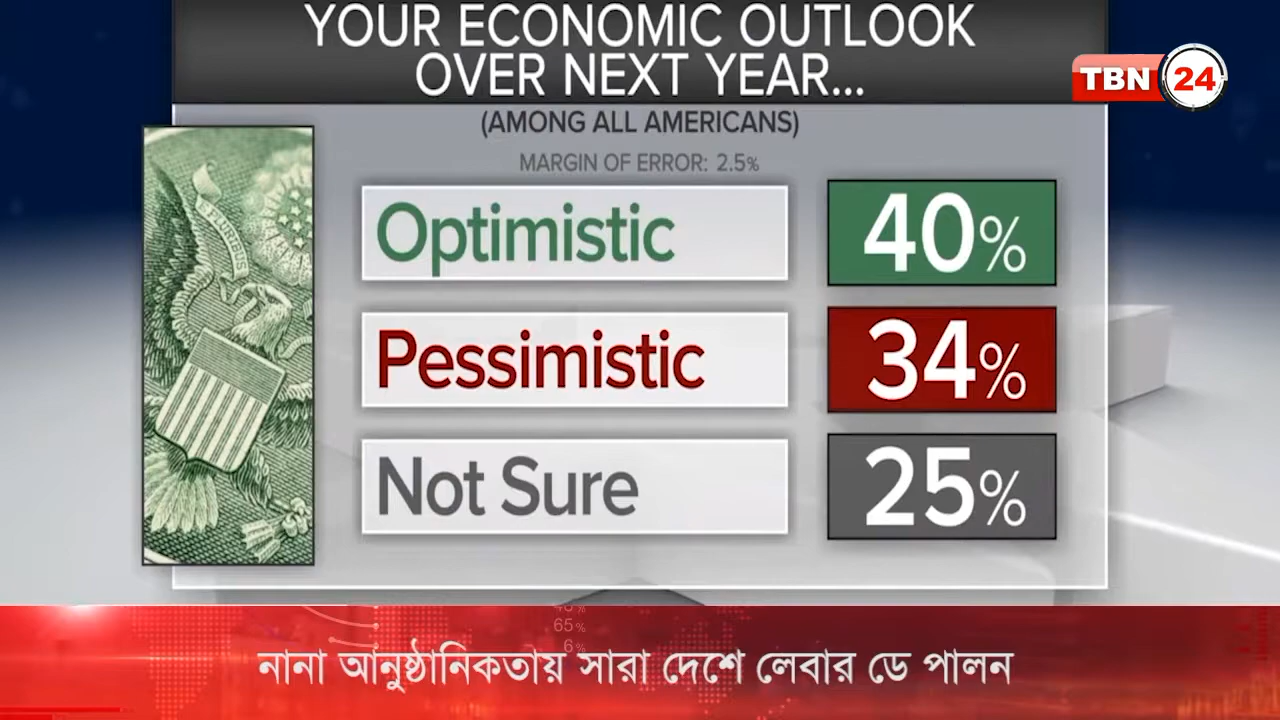 YOUR ECONOMIC OUTLOOK
OVER NEXT YEAR...
TBN 24
(AMONG ALL AMERICANS)
MARGIN OF ERROR: 2.5%
Optimistic 40%
Pessimistic 34%
Not Sure 25%
65%
6%
নানা আনুষ্ঠানিকতায় সারা দেশে লেবার ডে পালন